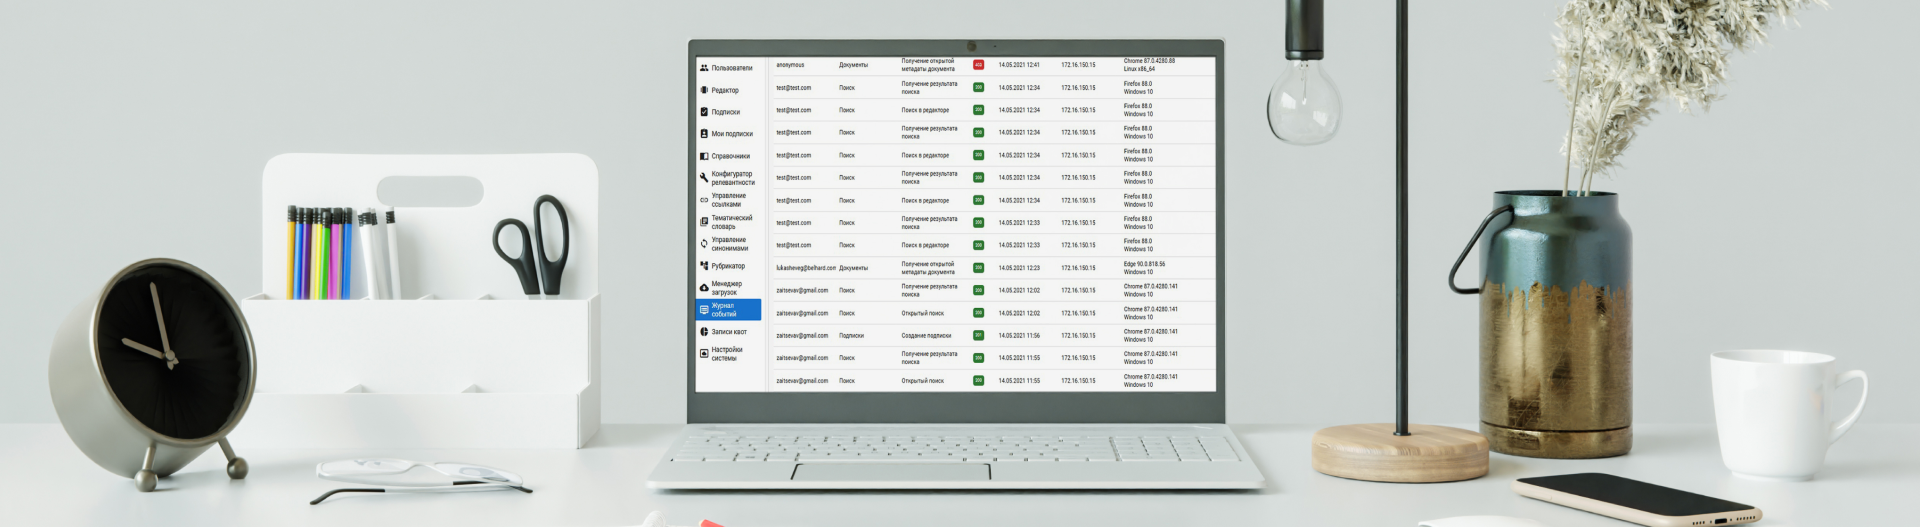 Пользователи
Редактор
Подписки
Мои подписки
Справочники
Конфигуратор
релевантности
Управление
ссылками
Тематический
словарь
Управление
синонимами
Рубрикатор
Менеджер
загрузок
Журнал
событий
Записи квот
Настройки
системы
anonymous Документы Получение открытой метадаты документа 403 14.05.2021 12:41 172.16.150.15 Chrome 87.0.4280.88 Linux x86_64
test@test.com Поиск Получение результата поиска 200 14.05.2021 12:34 172.16.150.15 Firefox 88.0 Windows 10
test@test.com Поиск Поиск в редакторе 200 14.05.2021 12:34 172.16.150.15 Firefox 88.0 Windows 10
test@test.com Поиск Получение результата поиска 200 14.05.2021 12:34 172.16.150.15 Firefox 88.0 Windows 10
test@test.com Поиск Поиск в редакторе 200 14.05.2021 12:34 172.16.150.15 Firefox 88.0 Windows 10
test@test.com Поиск Получение результата поиска 200 14.05.2021 12:34 172.16.150.15 Firefox 88.0 Windows 10
test@test.com Поиск Поиск в редакторе 200 14.05.2021 12:34 172.16.150.15 Firefox 88.0 Windows 10
test@test.com Поиск Получение результата поиска 200 14.05.2021 12:33 172.16.150.15 Firefox 88.0 Windows 10
test@test.com Поиск Поиск в редакторе 200 14.05.2021 12:33 172.16.150.15 Firefox 88.0 Windows 10
lukasheveg@belhard.com Документы Получение открытой метадаты документа 200 14.05.2021 12:23 172.16.150.15 Edge 90.0.818.56 Windows 10
zaitsevav@gmail.com Поиск Получение результата поиска 200 14.05.2021 12:02 172.16.150.15 Chrome 87.0.4280.141 Windows 10
zaitsevav@gmail.com Поиск Открытый поиск 200 14.05.2021 12:02 172.16.150.15 Chrome 87.0.4280.141 Windows 10
zaitsevav@gmail.com Подписки Создание подписки 201 14.05.2021 11:56 172.16.150.15 Chrome 87.0.4280.141 Windows 10
zaitsevav@gmail.com Поиск Получение результата поиска 200 14.05.2021 11:55 172.16.150.15 Chrome 87.0.4280.141 Windows 10
zaitsevav@gmail.com Поиск Открытый поиск 200 14.05.2021 11:55 172.16.150.15 Chrome 87.0.4280.141 Windows 10